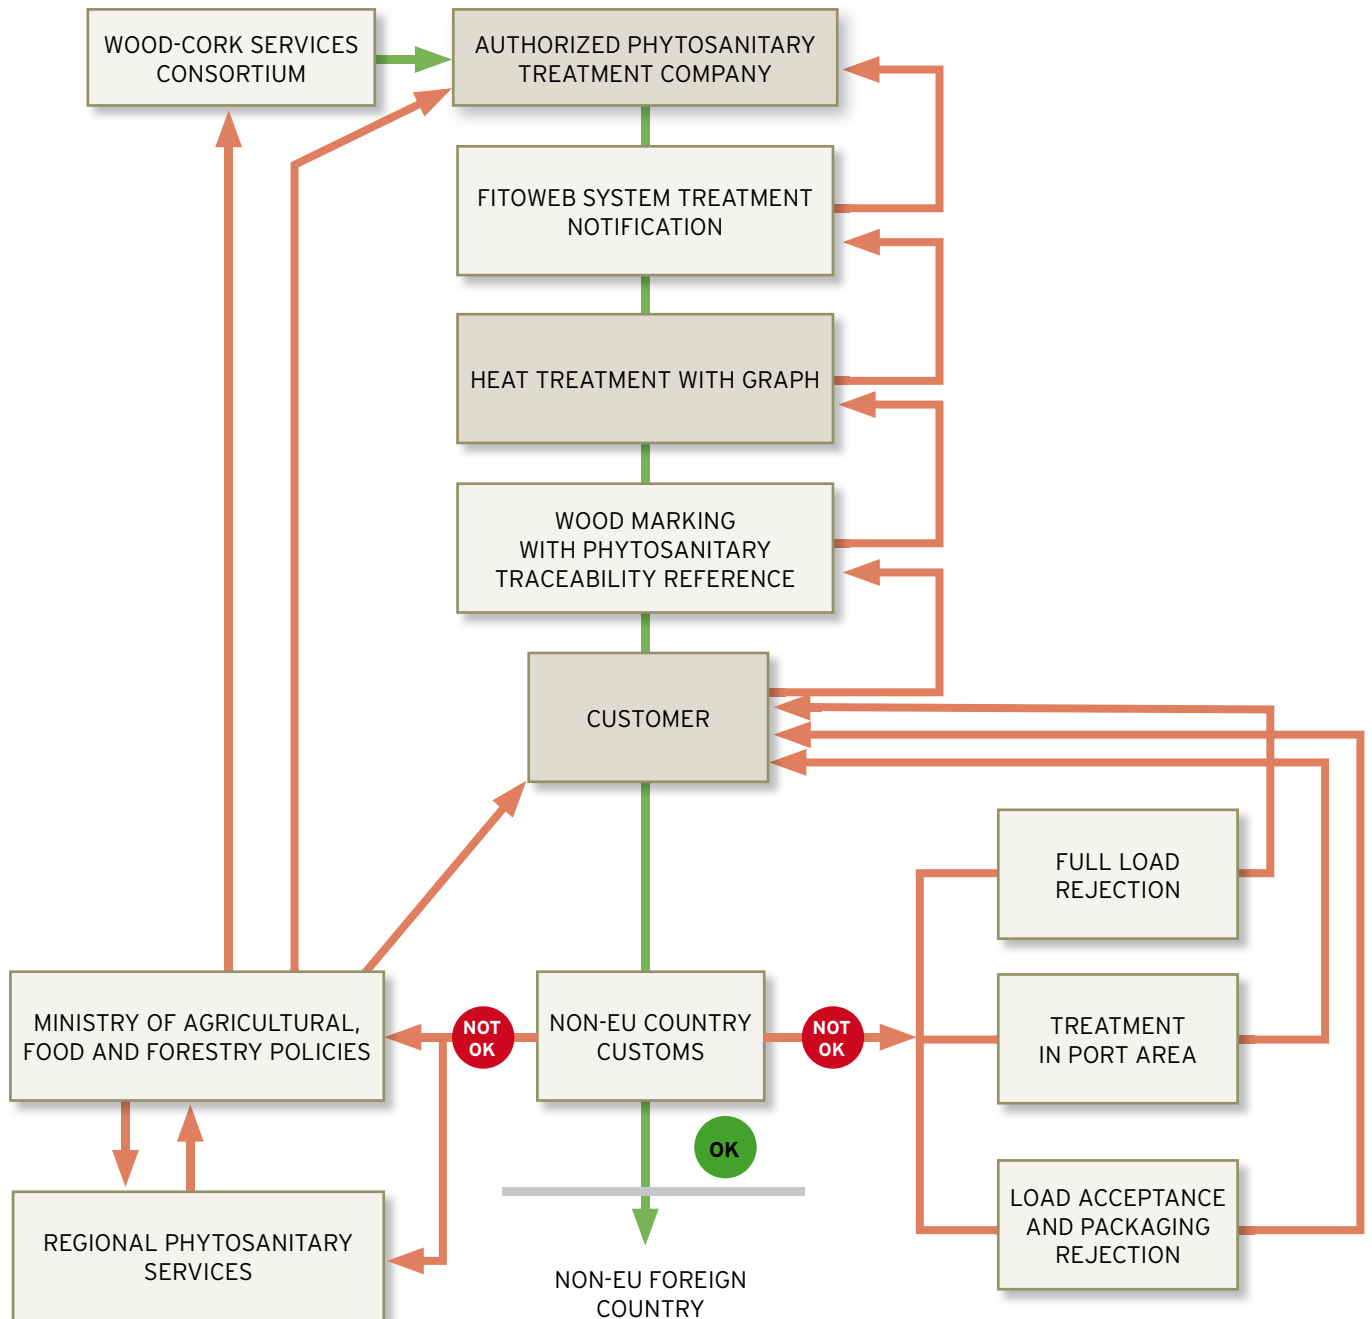 WOOD-CORK SERVICES
CONSORTIUM
AUTHORIZED PHYTOSANITARY
TREATMENT COMPANY
FITOWEB SYSTEM TREATMENT
NOTIFICATION
HEAT TREATMENT WITH GRAPH
WOOD MARKING
WITH PHYTOSANITARY
TRACEABILITY REFERENCE
CUSTOMER
FULL LOAD
REJECTION
MINISTRY OF AGRICULTURAL,
FOOD AND FORESTRY POLICIES
NOT
OK
NON-EU COUNTRY
CUSTOMS
NOT
OK
TREATMENT
IN PORT AREA
OK
LOAD ACCEPTANCE
AND PACKAGING
REJECTION
REGIONAL PHYTOSANITARY
SERVICES
NON-EU FOREIGN
COUNTRY